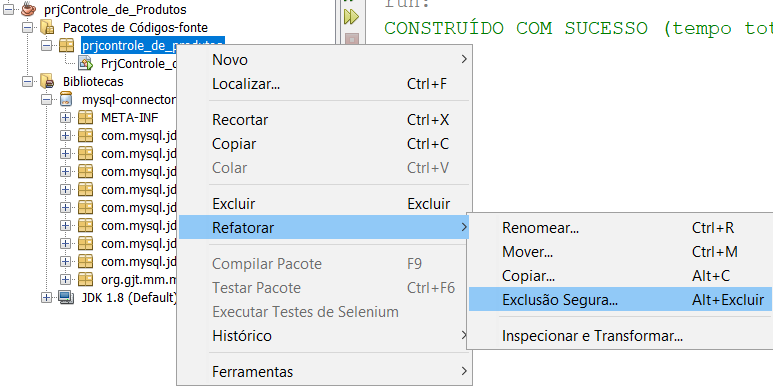 prjControle_de_Produtos
Pacotes de Códigos-fonte
prjcontrole_de_produtos
PrjControle_
Bibliotecas
mysql-connector
META-INF
com.mysql.jd
com.mysql.jd
com.mysql.jd
com.mysql.jd
com.mysql.jd
com.mysql.jd
com.mysql.jd
com.mysql.jd
org.gjt.mm.m
JDK 1.8 (Default)
run:
CONSTRUÍDO COM SUCESSO (tempo tot
Novo
Localizar... Ctrl+F
Recortar Ctrl+X
Copiar Ctrl+C
Colar Ctrl+V
Excluir Excluir
Refatorar
Compilar Pacote F9
Testar Pacote Ctrl+F6
Executar Testes de Selenium
Histórico
Ferramentas
Renomear... Ctrl+R
Mover... Ctrl+M
Copiar... Alt+C
Exclusão Segura... Alt+Excluir
Inspecionar e Transformar...